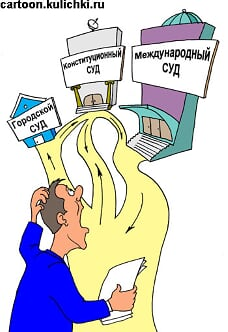 cartoon.kulichki.ru
Конституционный
СУД
Международный
СУД
Городской
СУД